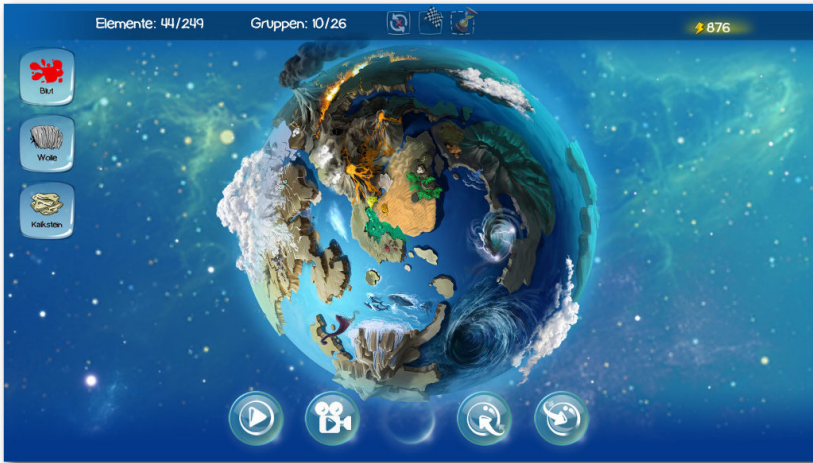 Elemente: 44/249
Gruppen: 10/26
876
Blut
Wolle
Kalkstein